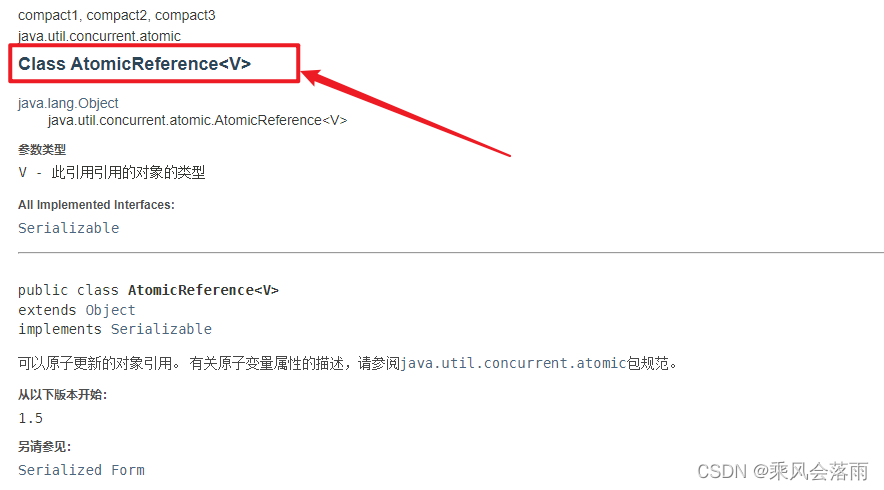 compact1, compact2, compact3
java.util.concurrent.atomic
Class AtomicReference<V>
java.lang.Object
java.util.concurrent.atomic.AtomicReference<V>
参数类型
V - 此引用引用的对象的类型
All Implemented Interfaces:
Serializable
public class AtomicReference<V>
extends Object
implements Serializable
可以原子更新的对象引用。 有关原子变量属性的描述，请参阅java.util.concurrent.atomic包规范。
从以下版本开始：
1.5
另请参见：
Serialized Form
CSDN @乘风会落雨